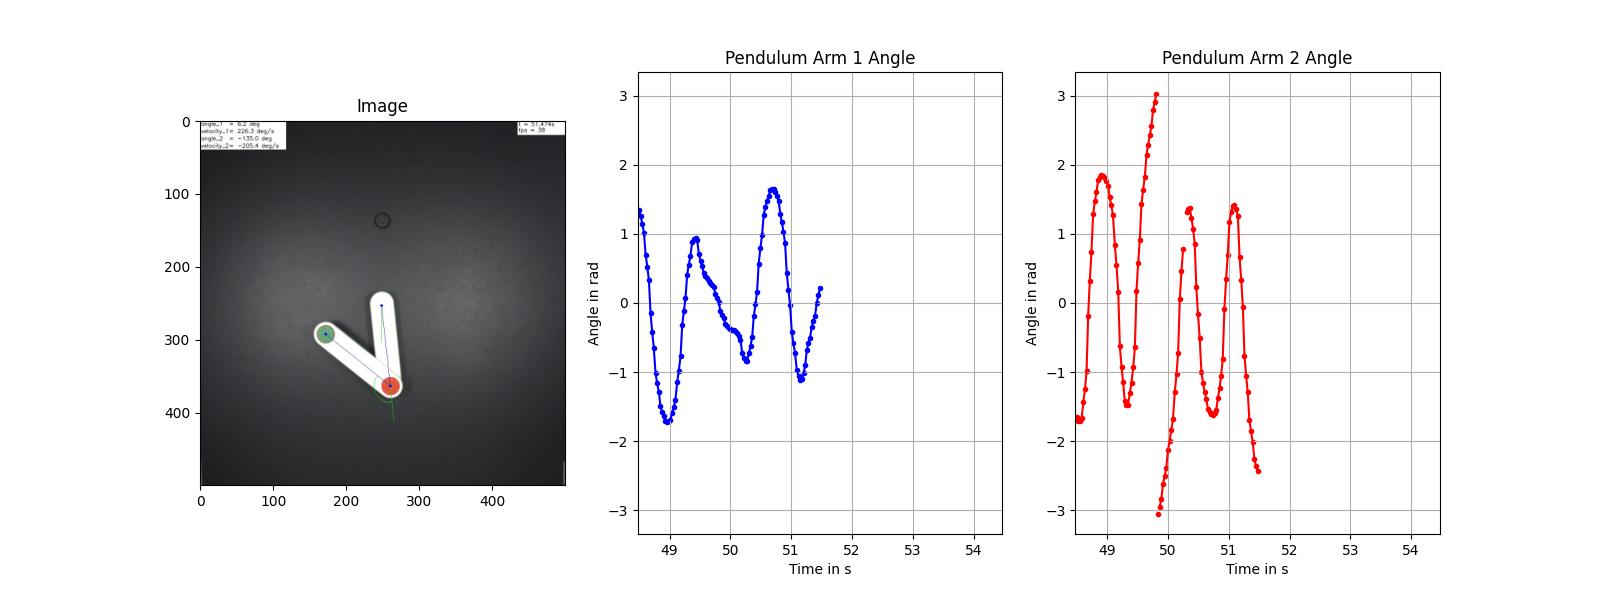 Image
angle_1 = 6.2 deg
velocity_1= 226.3 deg/s
angle_2 = -135.0 deg
velocity_2= -205.4 deg/s
t = 51.474s
fps = 38
0
100
200
300
400
0 100 200 300 400
Pendulum Arm 1 Angle
Angle in rad
3
2
1
0
−1
−2
−3
49 50 51 52 53 54
Time in s
Pendulum Arm 2 Angle
Angle in rad
3
2
1
0
−1
−2
−3
49 50 51 52 53 54
Time in s